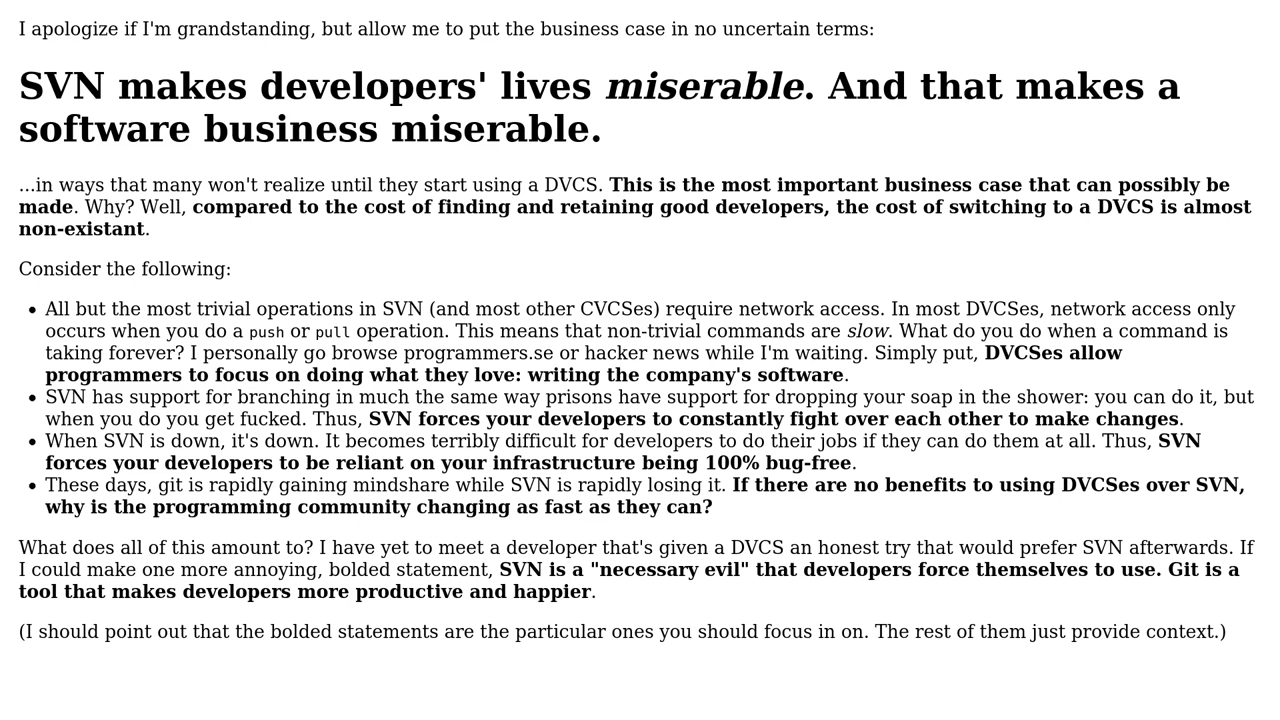 I apologize if I'm grandstanding, but allow me to put the business case in no uncertain terms:
SVN makes developers' lives miserable. And that makes a
software business miserable.
...in ways that many won't realize until they start using a DVCS. This is the most important business case that can possibly be
made. Why? Well, compared to the cost of finding and retaining good developers, the cost of switching to a DVCS is almost
non-existant.
Consider the following:
• All but the most trivial operations in SVN (and most other CVCSes) require network access. In most DVCSes, network access only
occurs when you do a push or pull operation. This means that non-trivial commands are slow. What do you do when a command is
taking forever? I personally go browse programmers.se or hacker news while I'm waiting. Simply put, DVCSes allow
programmers to focus on doing what they love: writing the company's software.
• SVN has support for branching in much the same way prisons have support for dropping your soap in the shower: you can do it, but
when you do you get fucked. Thus, SVN forces your developers to constantly fight over each other to make changes.
• When SVN is down, it's down. It becomes terribly difficult for developers to do their jobs if they can do them at all. Thus, SVN
forces your developers to be reliant on your infrastructure being 100% bug-free.
• These days, git is rapidly gaining mindshare while SVN is rapidly losing it. If there are no benefits to using DVCSes over SVN,
why is the programming community changing as fast as they can?
What does all of this amount to? I have yet to meet a developer that's given a DVCS an honest try that would prefer SVN afterwards. If
I could make one more annoying, bolded statement, SVN is a "necessary evil" that developers force themselves to use. Git is a
tool that makes developers more productive and happier.
(I should point out that the bolded statements are the particular ones you should focus in on. The rest of them just provide context.)